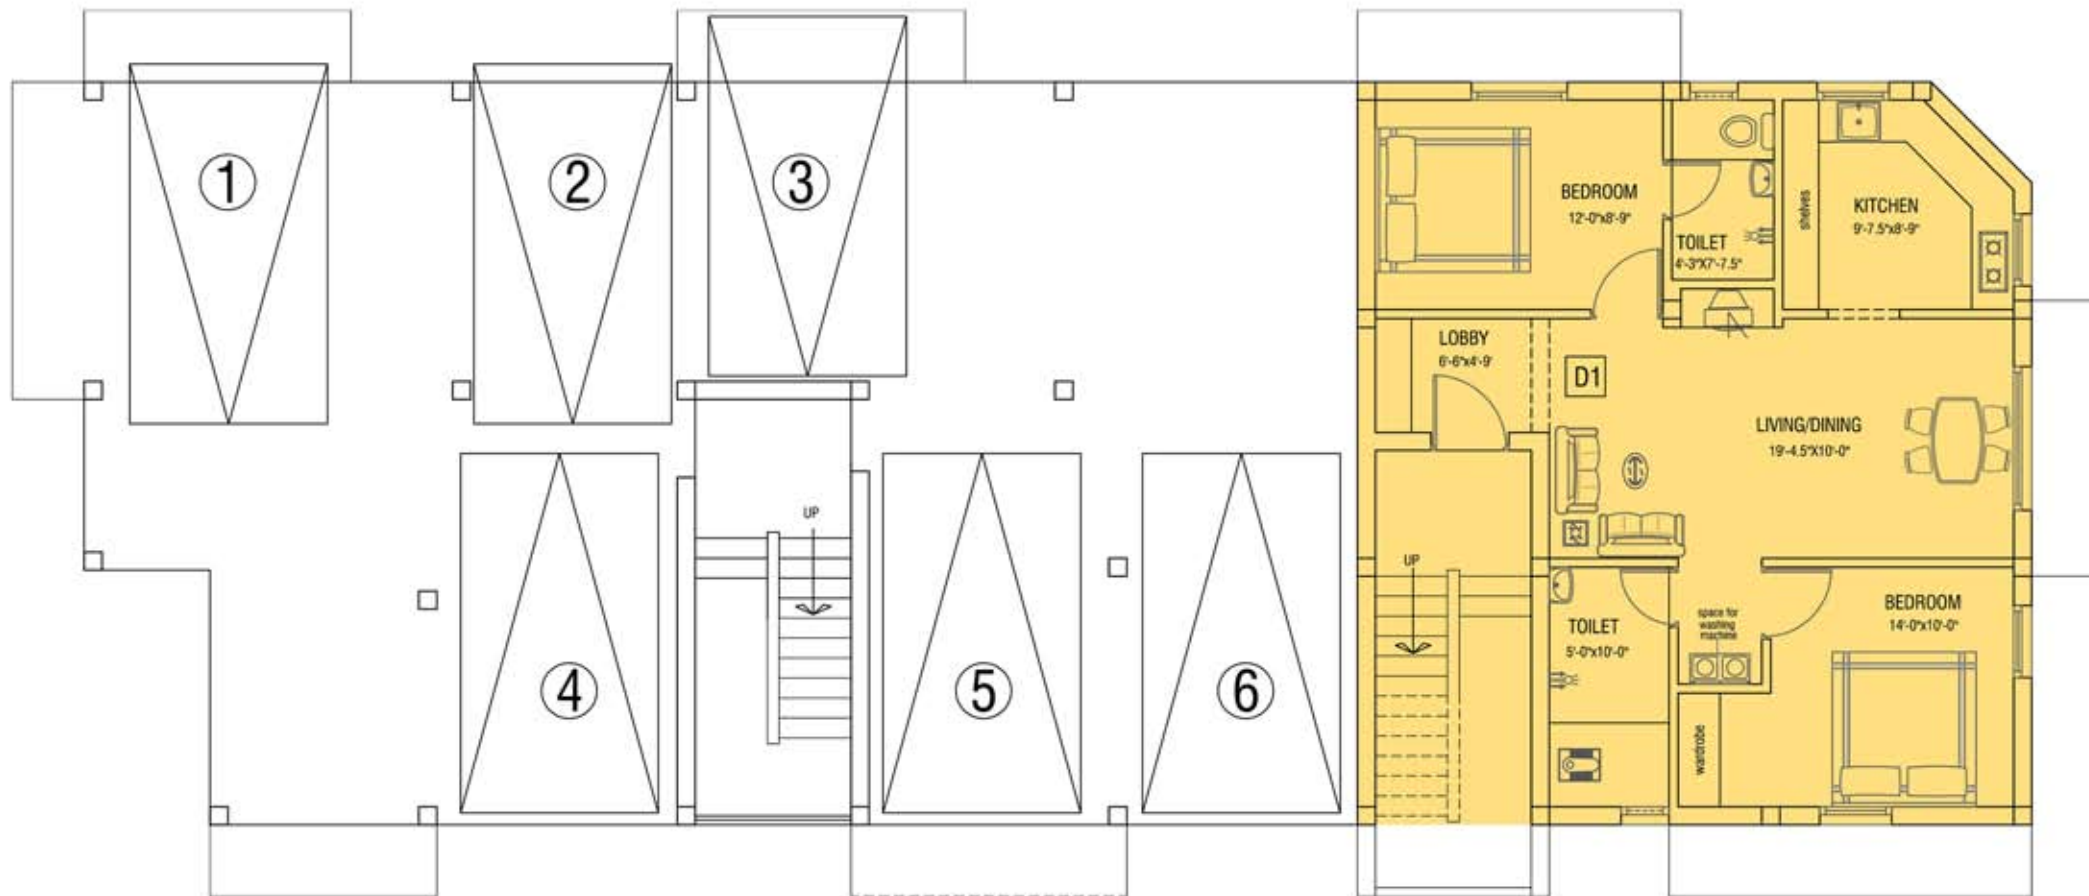 1
2
3
4
5
6
UP
BEDROOM
12'-0"x8'-9"
TOILET
4'-3"X7'-7.5"
shelves
KITCHEN
9'-7.5"x8'-9"
LOBBY
6'-6"x4'-9'
D1
LIVING/DINING
19'-4.5"X10'-0"
UP
TOILET
5'-0"x10'-0"
space for
washing
machine
BEDROOM
14'-0"x10'-0"
wardrobe